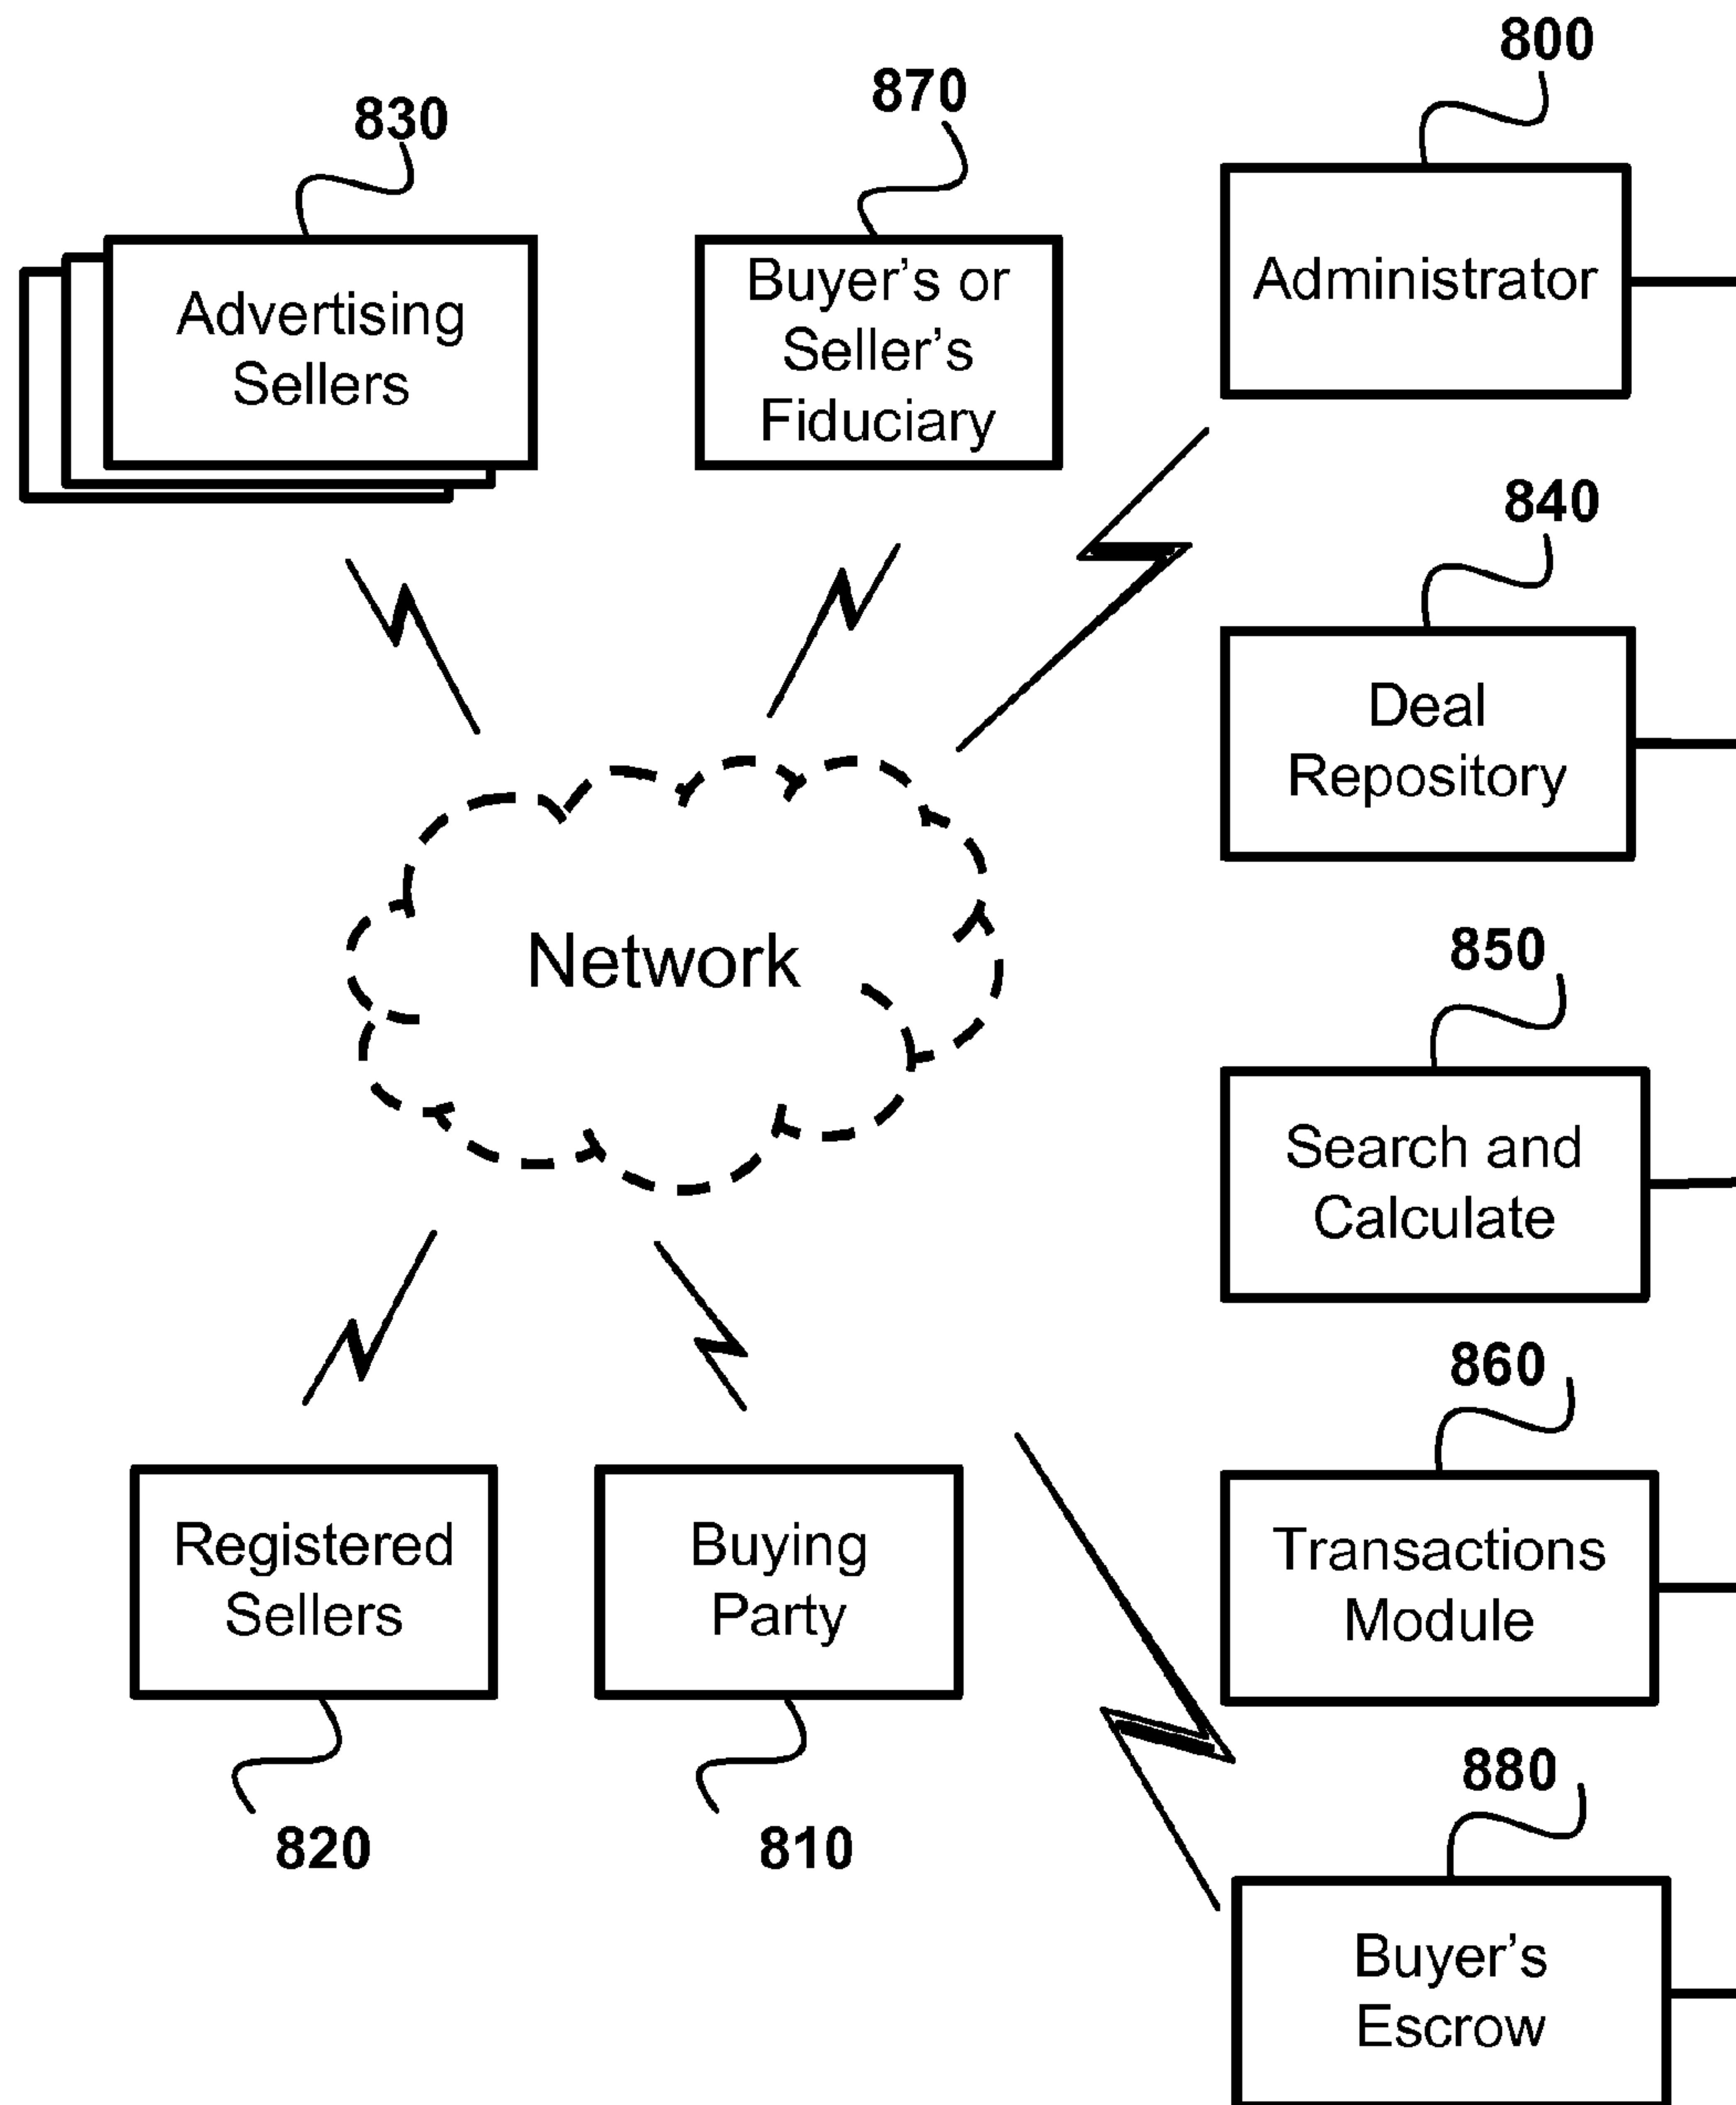 800
870
830
Administrator
Buyer's or
Seller's
Fiduciary
Advertising
Sellers
840
Deal
Repository
850
Network
Search and
Calculate
860
Registered
Sellers
Buying
Party
Transactions
Module
880
820
810
Buyer's
Escrow